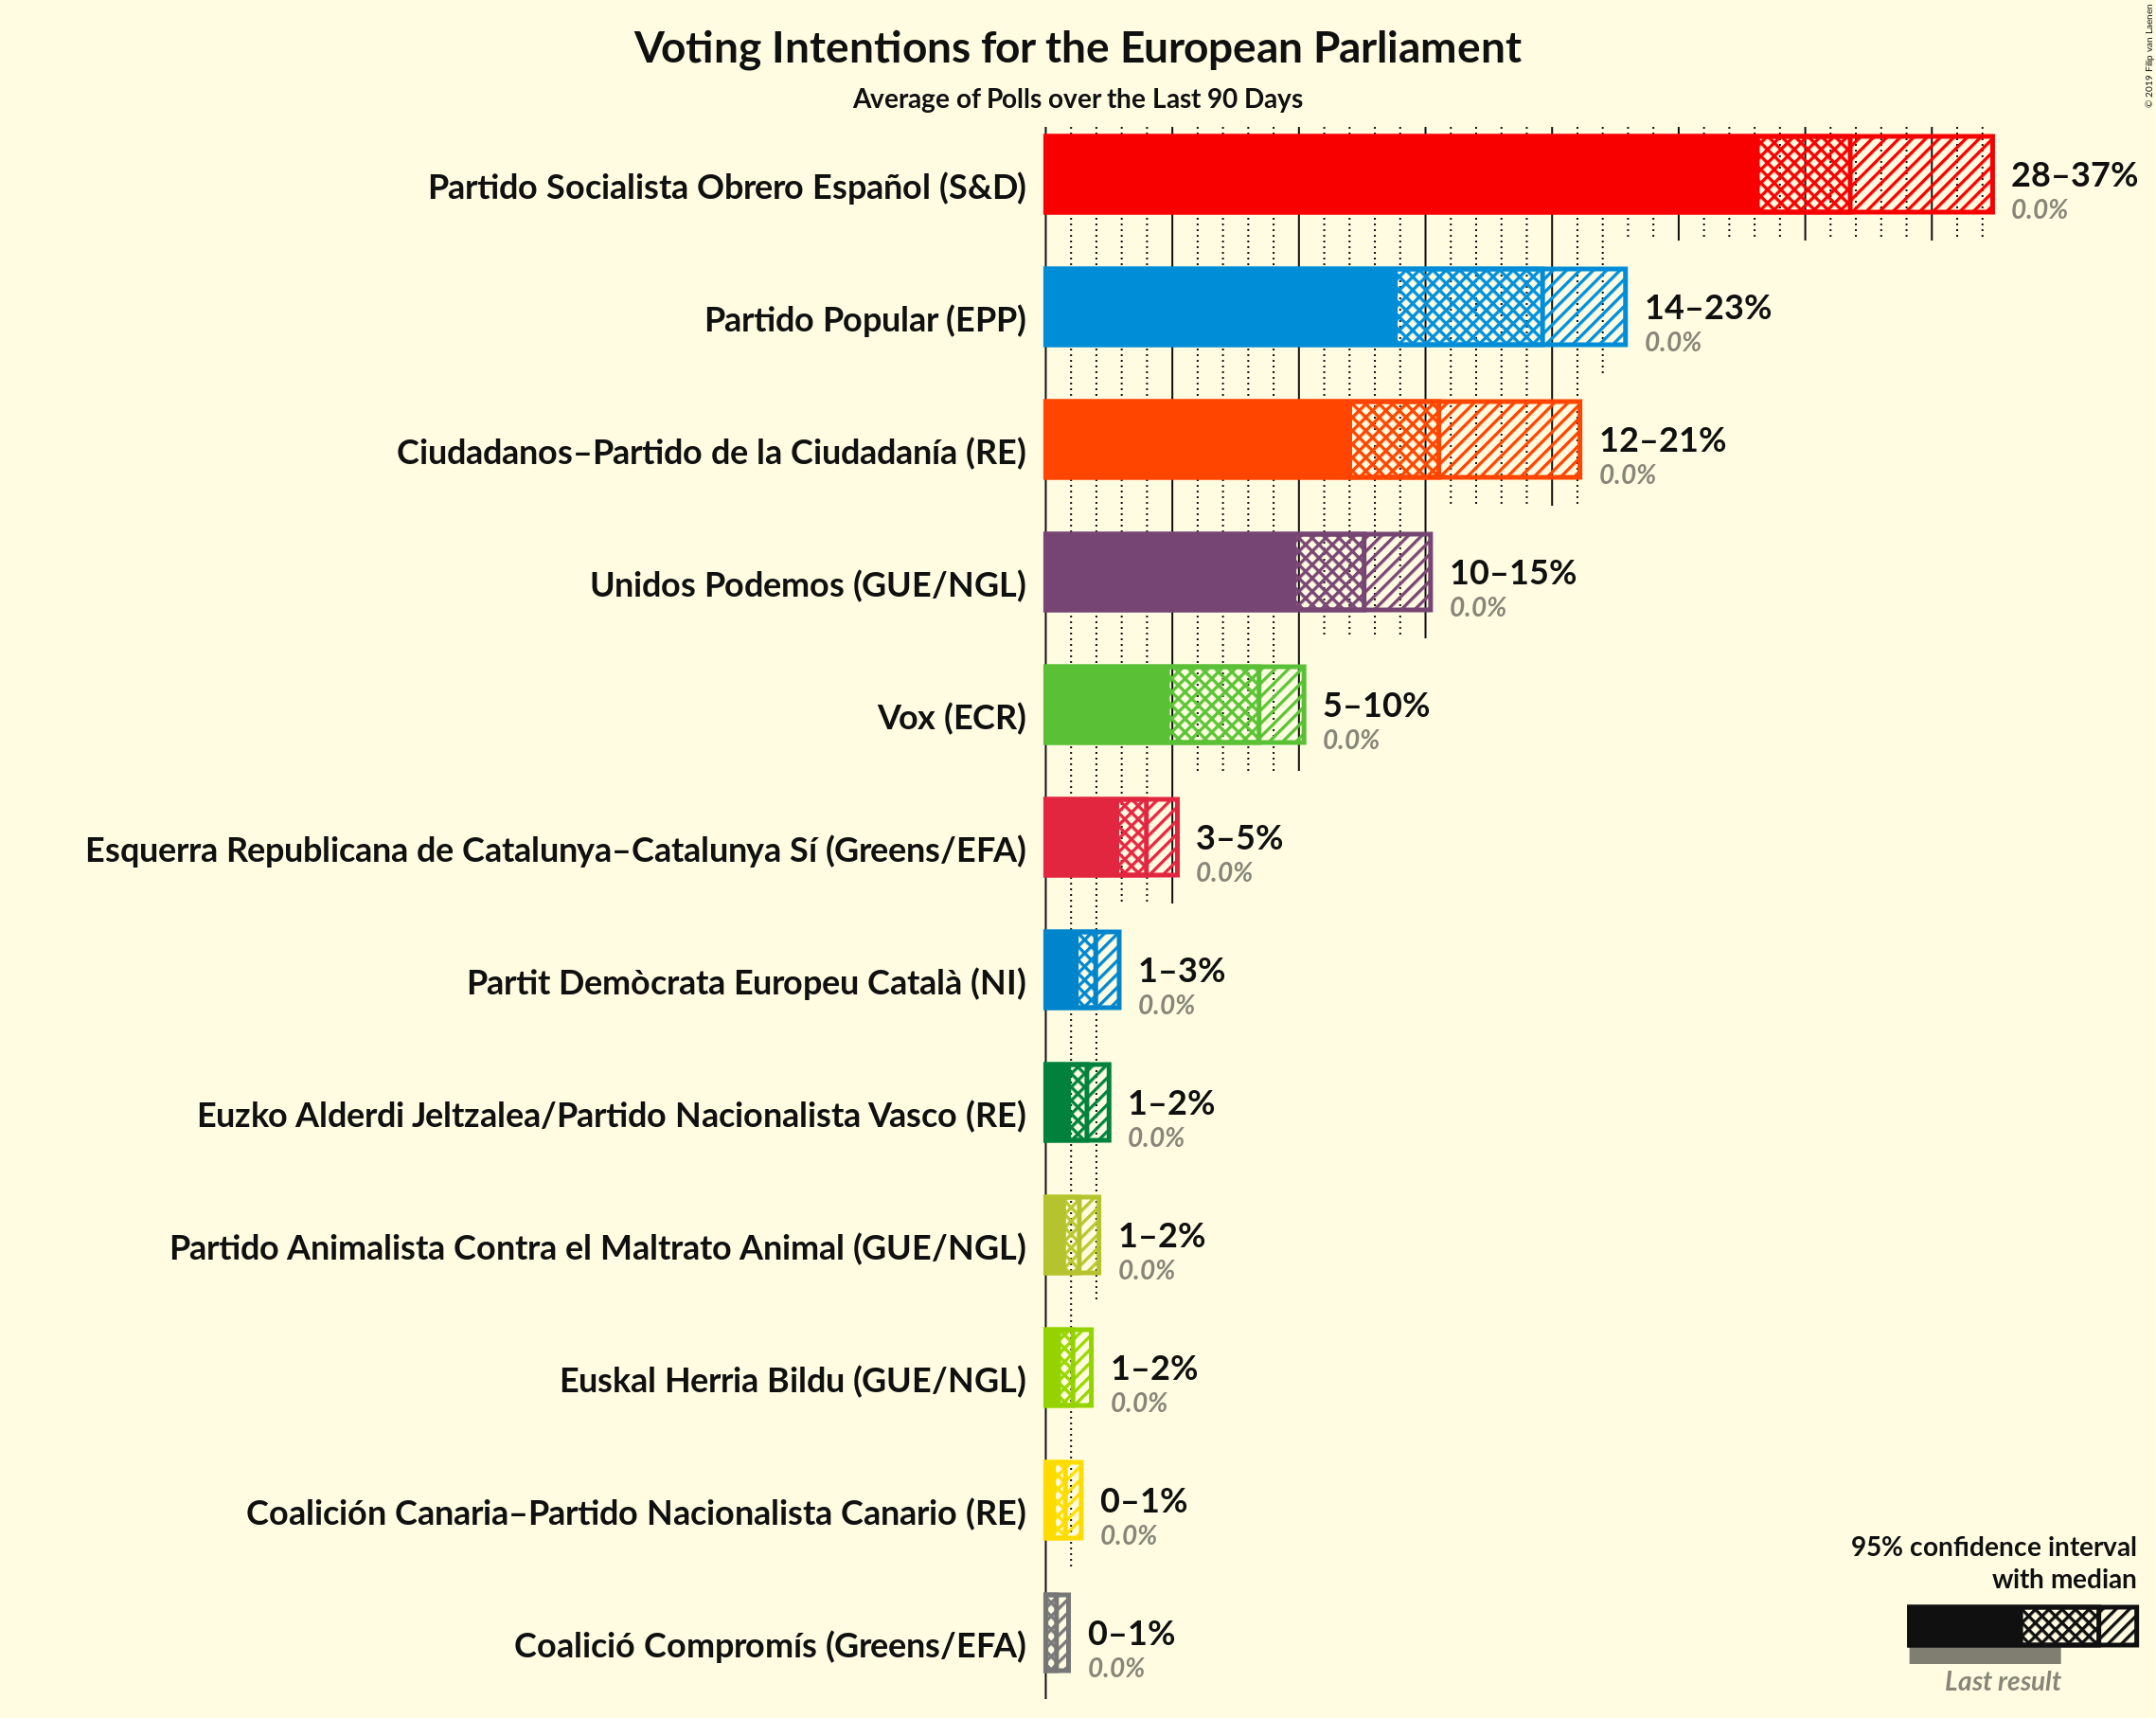 Voting Intentions for the European Parliament
Average of Polls over the Last 90 Days
© 2019 Filip van Laenen
Partido Socialista Obrero Español (S&D)
28–37%
0.0%
Partido Popular (EPP)
14–23%
0.0%
Ciudadanos–Partido de la Ciudadanía (RE)
12–21%
0.0%
Unidos Podemos (GUE/NGL)
10–15%
0.0%
Vox (ECR)
5–10%
0.0%
Esquerra Republicana de Catalunya–Catalunya Sí (Greens/EFA)
3–5%
0.0%
Partit Demòcrata Europeu Català (NI)
1–3%
0.0%
Euzko Alderdi Jeltzalea/Partido Nacionalista Vasco (RE)
1–2%
0.0%
Partido Animalista Contra el Maltrato Animal (GUE/NGL)
1–2%
0.0%
Euskal Herria Bildu (GUE/NGL)
1–2%
0.0%
Coalición Canaria–Partido Nacionalista Canario (RE)
0–1%
0.0%
Coalició Compromís (Greens/EFA)
0–1%
0.0%
95% confidence interval
with median
Last result